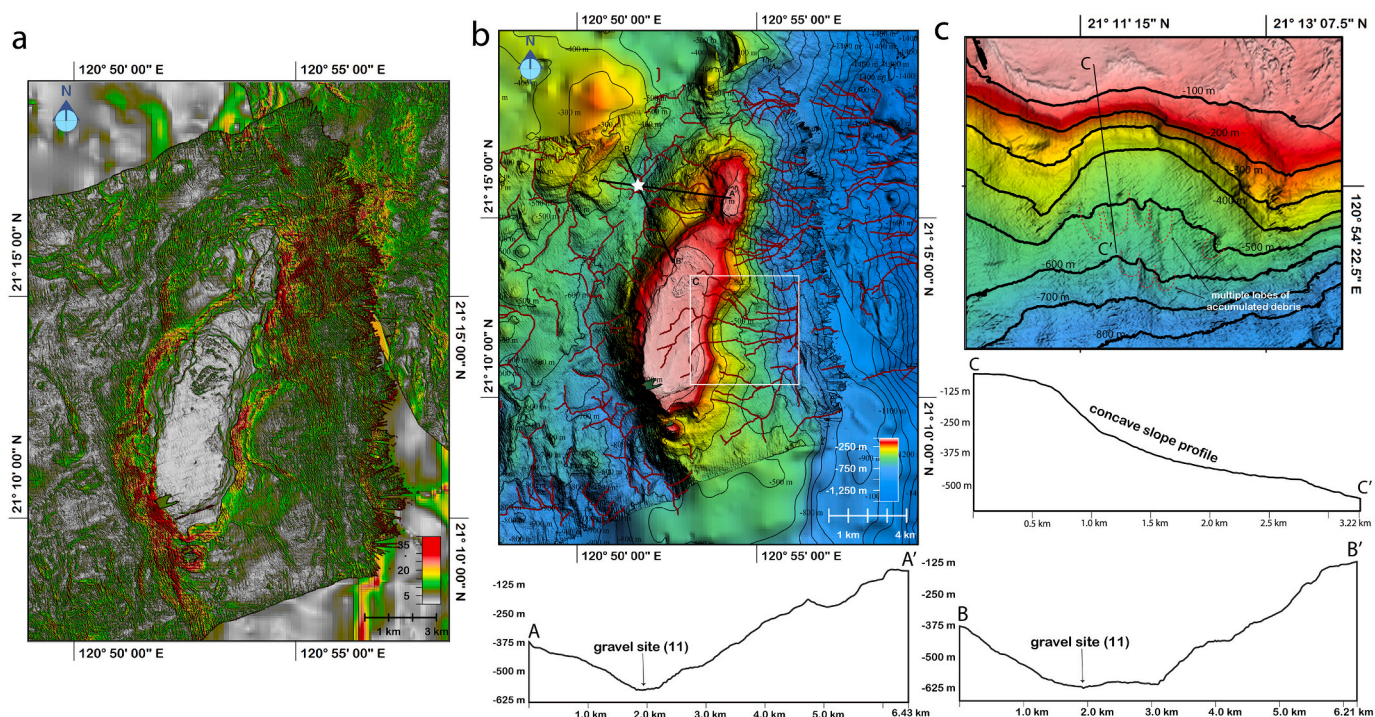 a
120° 50' 00" E
120° 55' 00" E
N
21° 15' 00" N
21° 10' 00" N
21° 15' 00" N
21° 10' 00" N
35
20
5
1 km
3 km
120° 50' 00" E
120° 55' 00" E
b
120° 50' 00" E
120° 55' 00" E
N
21° 15' 00" N
21° 10' 00" N
21° 15' 00" N
21° 10' 00" N
B
A
A'
B'
C
-250 m
-750 m
-1,250 m
1 km
4 km
120° 50' 00" E
120° 55' 00" E
c
21° 11' 15" N
21° 13' 07.5" N
C
-100 m
200 m
-300 m
-400 m
C'
-500 m
-600 m
-700 m
-800 m
multiple lobes of
accumulated debris
120° 54' 22.5" E
C
-125 m
-250 m
-375 m
-500 m
concave slope profile
C'
0.5 km
1.0 km
1.5 km
2.0 km
2.5 km
3.22 km
A'
-125 m
-250 m
A
-375 m
gravel site (11)
-500 m
-625 m
1.0 km
2.0 km
3.0 km
4.0 km
5.0 km
6.43 km
B'
-125 m
-250 m
B
-375 m
gravel site (11)
-500 m
-625 m
1.0 km
2.0 km
3.0 km
4.0 km
5.0 km
6.21 km